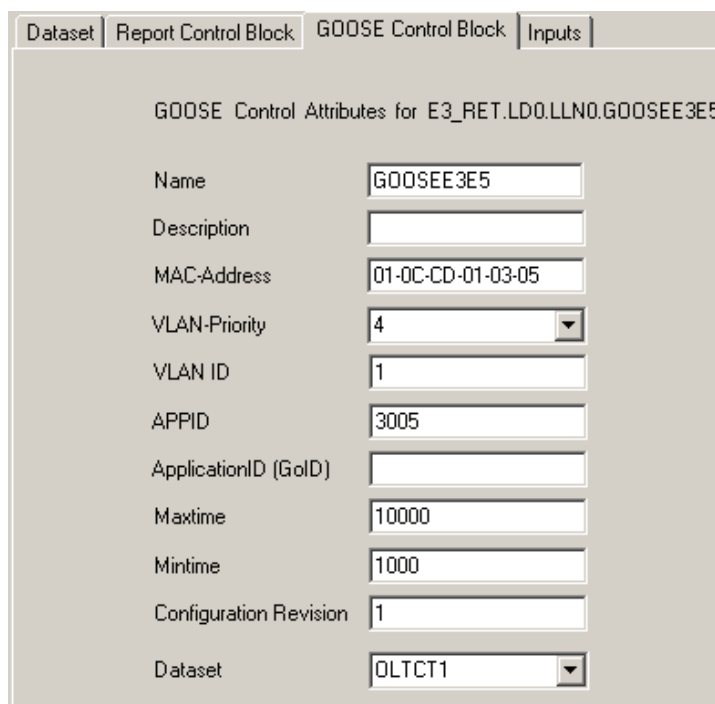 Dataset Report Control Block GOOSE Control Block Inputs
GOOSE Control Attributes for E3_RET.LD0.LLN0.GOOSEE3E5
Name GOOSEE3E5
Description
MAC-Address 01-0C-CD-01-03-05
VLAN-Priority 4
VLAN ID 1
APPID 3005
ApplicationID (GoID)
Maxtime 10000
Mintime 1000
Configuration Revision 1
Dataset OLTCT1